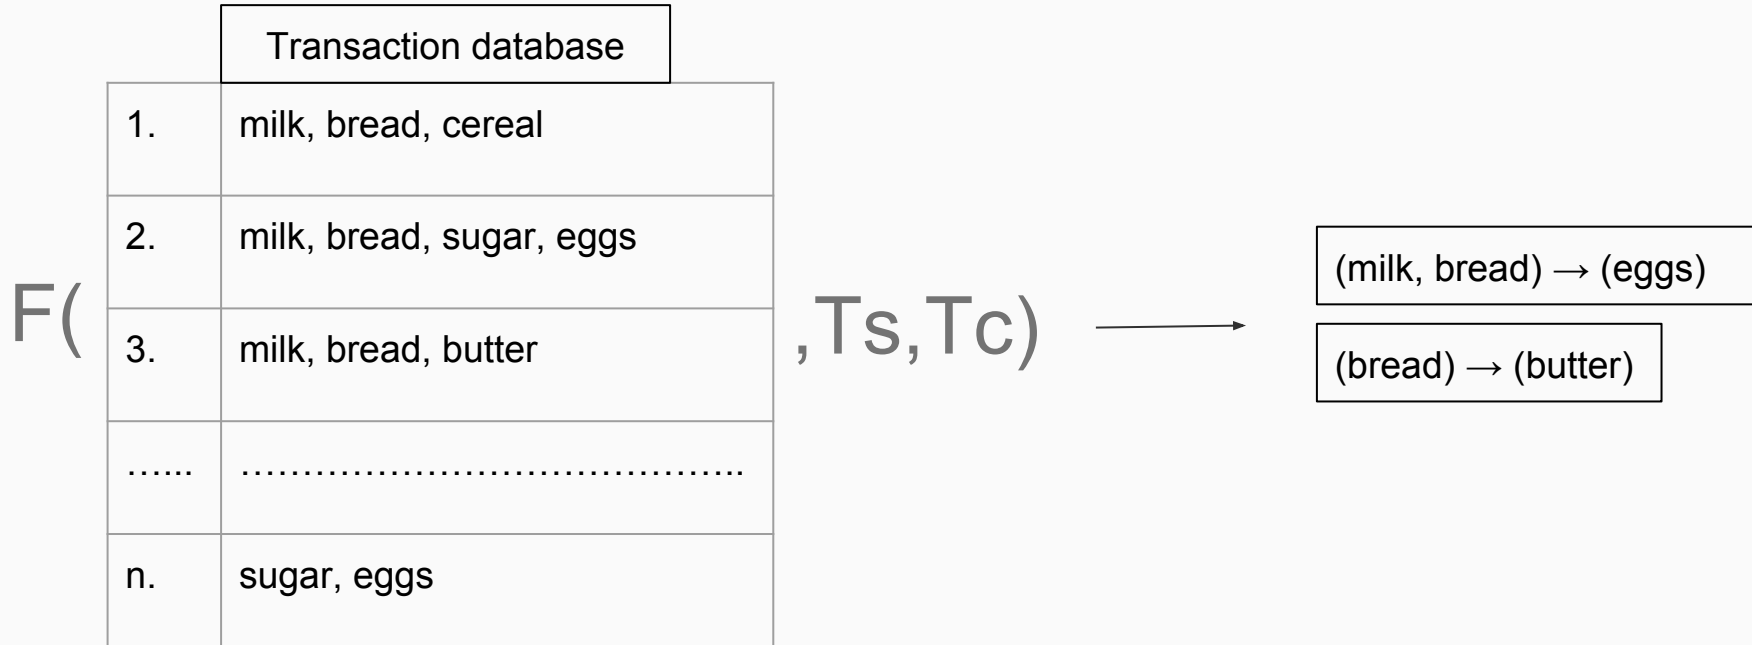 Transaction database
1. milk, bread, cereal
2. milk, bread, sugar, eggs
F(
3. milk, bread, butter
…... …………………………………..
n. sugar, eggs
,Ts,Tc)
(milk, bread) → (eggs)
(bread) → (butter)